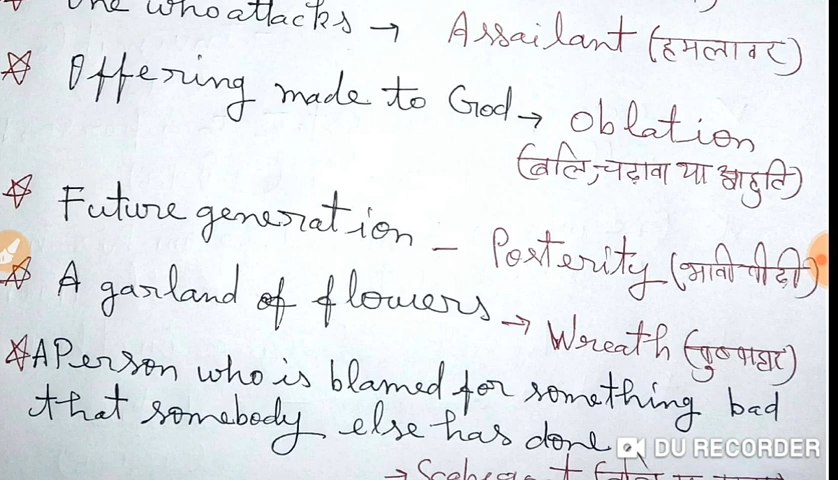 One who attacks → Assailant (हमलावर)
Offering made to God → Oblation
(बलि, चढ़ावा या आहुति)
Future generation – Posterity (भावी पीढ़ी)
A garland of flowers → Wreath (पुष्पाहार)
A Person who is blamed for something bad
that somebody else has done
DU RECORDER
→